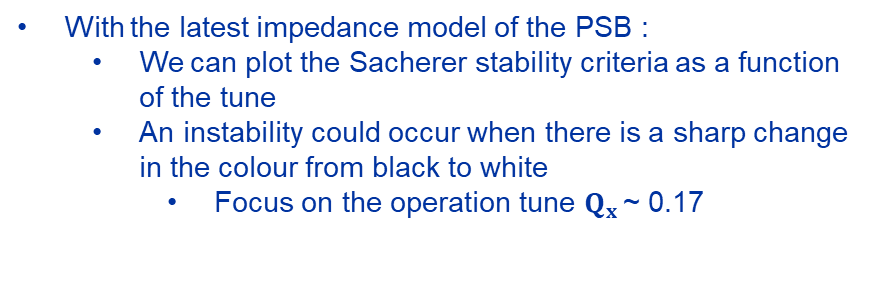 • With the latest impedance model of the PSB :
• We can plot the Sacherer stability criteria as a function
of the tune
• An instability could occur when there is a sharp change
in the colour from black to white
• Focus on the operation tune Qₓ ~ 0.17